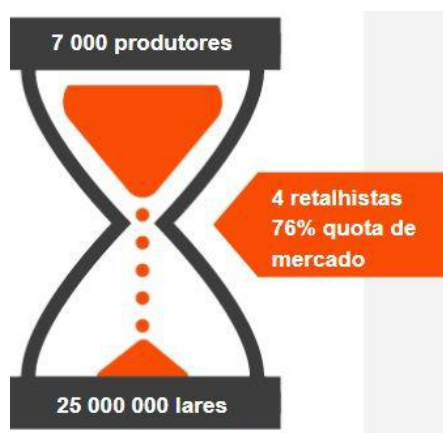 7 000 produtores
4 retalhistas
76% quota de
mercado
25 000 000 lares